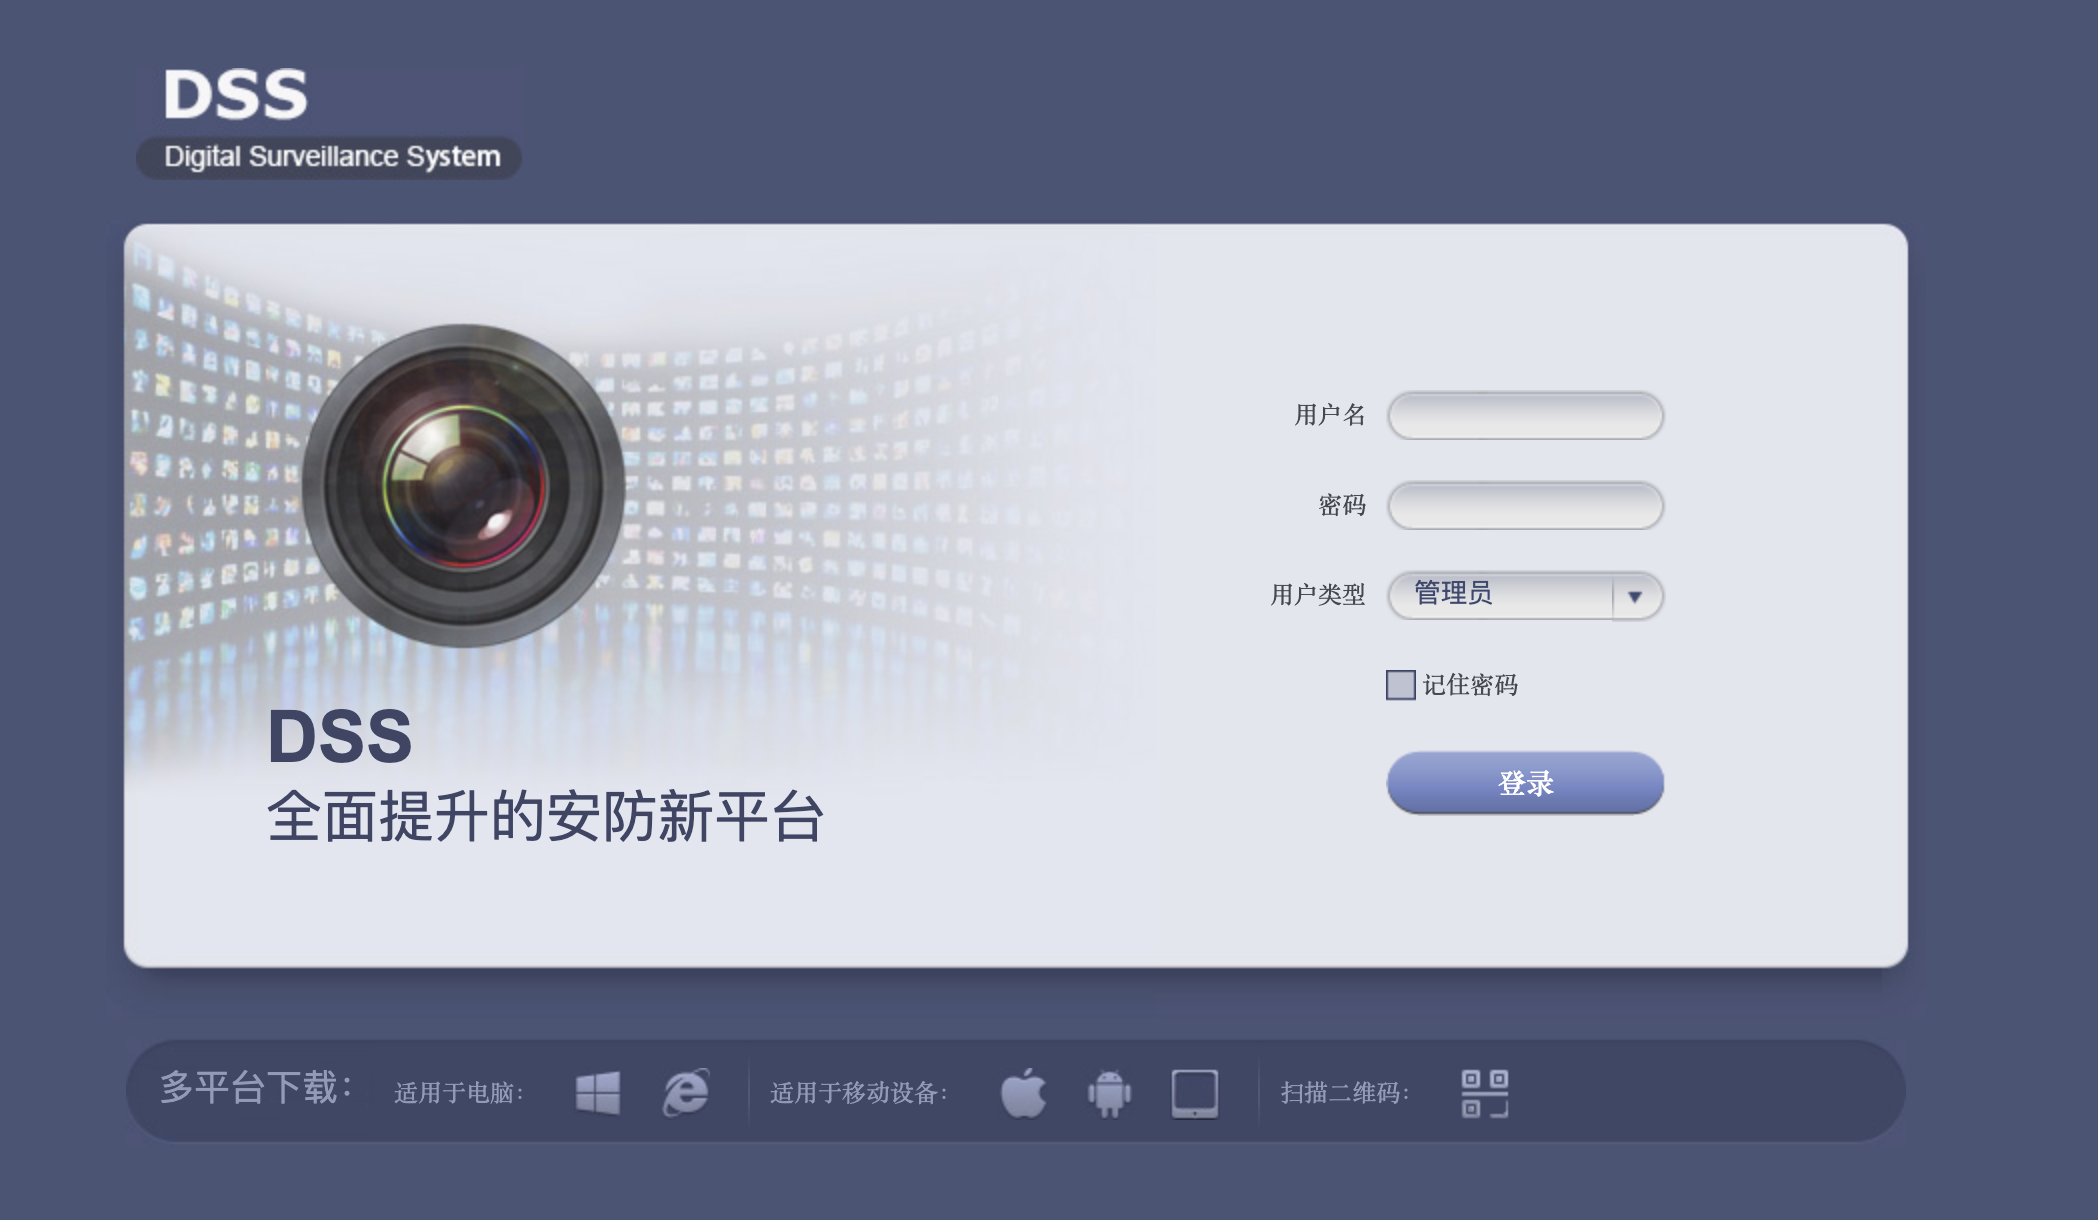 DSS
Digital Surveillance System
用户名
密码
用户类型 管理员
记住密码
登录
DSS
全面提升的安防新平台
多平台下载: 适用于电脑: 适用于移动设备: 扫描二维码: